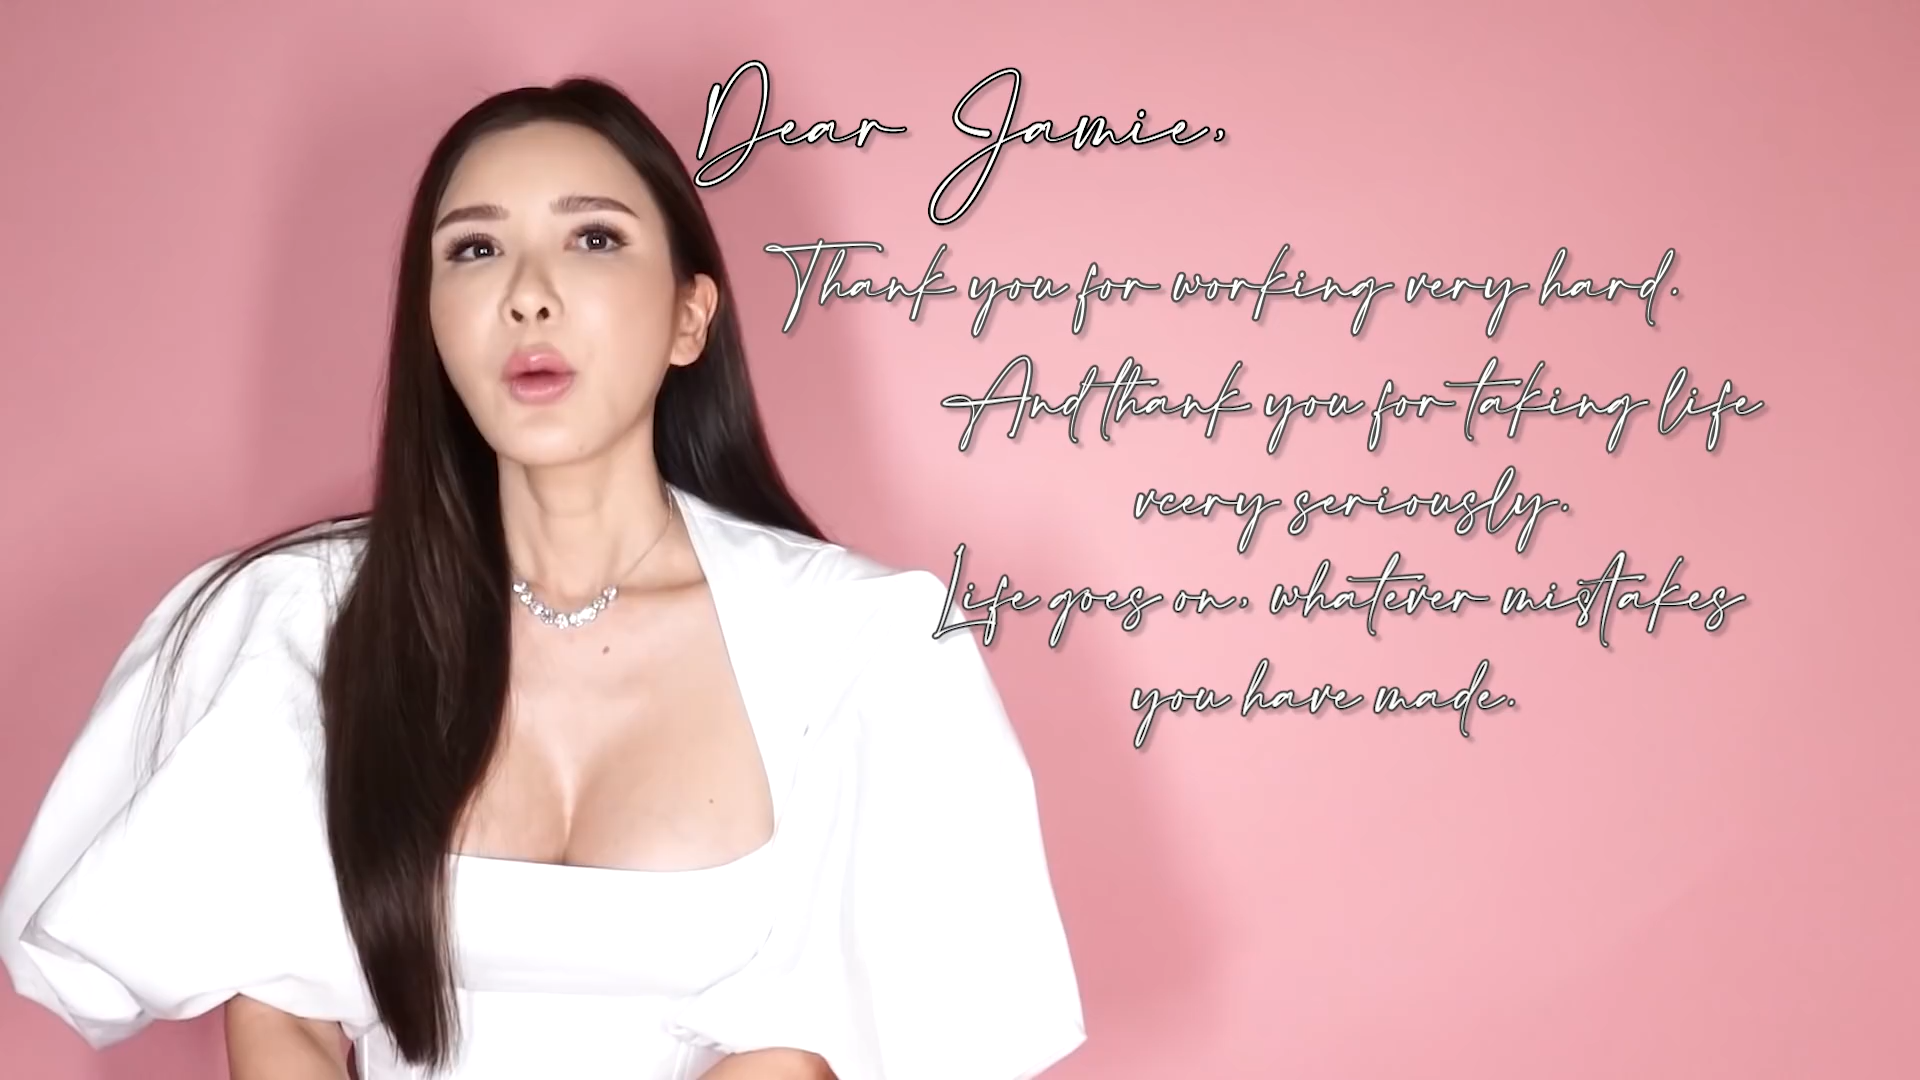 Dear Jamie,
Thank you for working very hard.
And thank you for taking life
vcery seriously.
Life goes on, whatever mistakes
you have made.